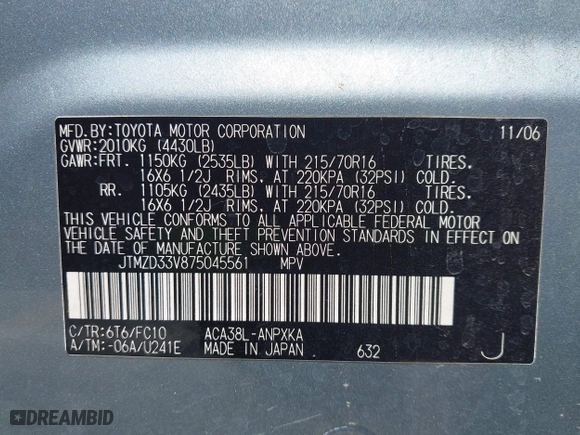 MFD. BY: TOYOTA MOTOR CORPORATION 11/06
GVWR: 2010KG (4430LB)
GAWR: FRT. 1150KG (2535LB) WITH 215/70R16 TIRES.
16X6 1/2J RIMS. AT 220KPA (32PSI) COLD.
RR. 1105KG (2435LB) WITH 215/70R16 TIRES.
16X6 1/2J RIMS. AT 220KPA (32PSI) COLD.
THIS VEHICLE CONFORMS TO ALL APPLICABLE FEDERAL MOTOR
VEHICLE SAFETY AND THEFT PREVENTION STANDARDS IN EFFECT ON
THE DATE OF MANUFACTURE SHOWN ABOVE.
JTMZD33V875045561 MPV
C/TR: 6T6/FC10 ACA38L-ANPXKA
A/TM: -06A/U241E MADE IN JAPAN 632 J
DREAMBID